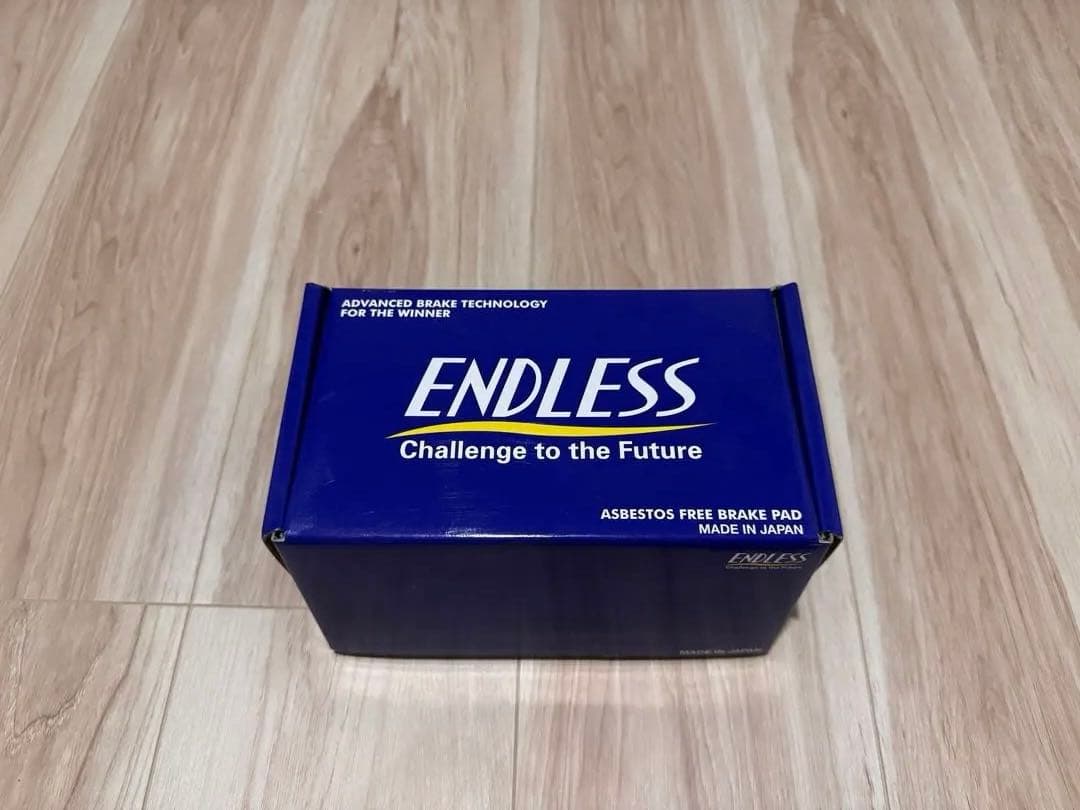 ADVANCED BRAKE TECHNOLOGY
FOR THE WINNER
ENDLESS
Challenge to the Future
ASBESTOS FREE BRAKE PAD
MADE IN JAPAN
ENDLESS
Challenge to the Future
MADE IN JAPAN